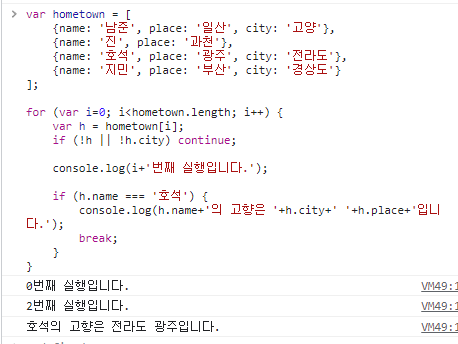 > var hometown = [
{name: '남준', place: '일산', city: '고양'},
{name: '진', place: '과천'},
{name: '호석', place: '광주', city: '전라도'},
{name: '지민', place: '부산', city: '경상도'}
];
for (var i=0; i<hometown.length; i++) {
var h = hometown[i];
if (!h || !h.city) continue;
console.log(i+'번째 실행입니다.');
if (h.name === '호석') {
console.log(h.name+'의 고향은 '+h.city+' '+h.place+'입니
다.');
break;
}
}
0번째 실행입니다. VM49:1
2번째 실행입니다. VM49:1
호석의 고향은 전라도 광주입니다. VM49:1